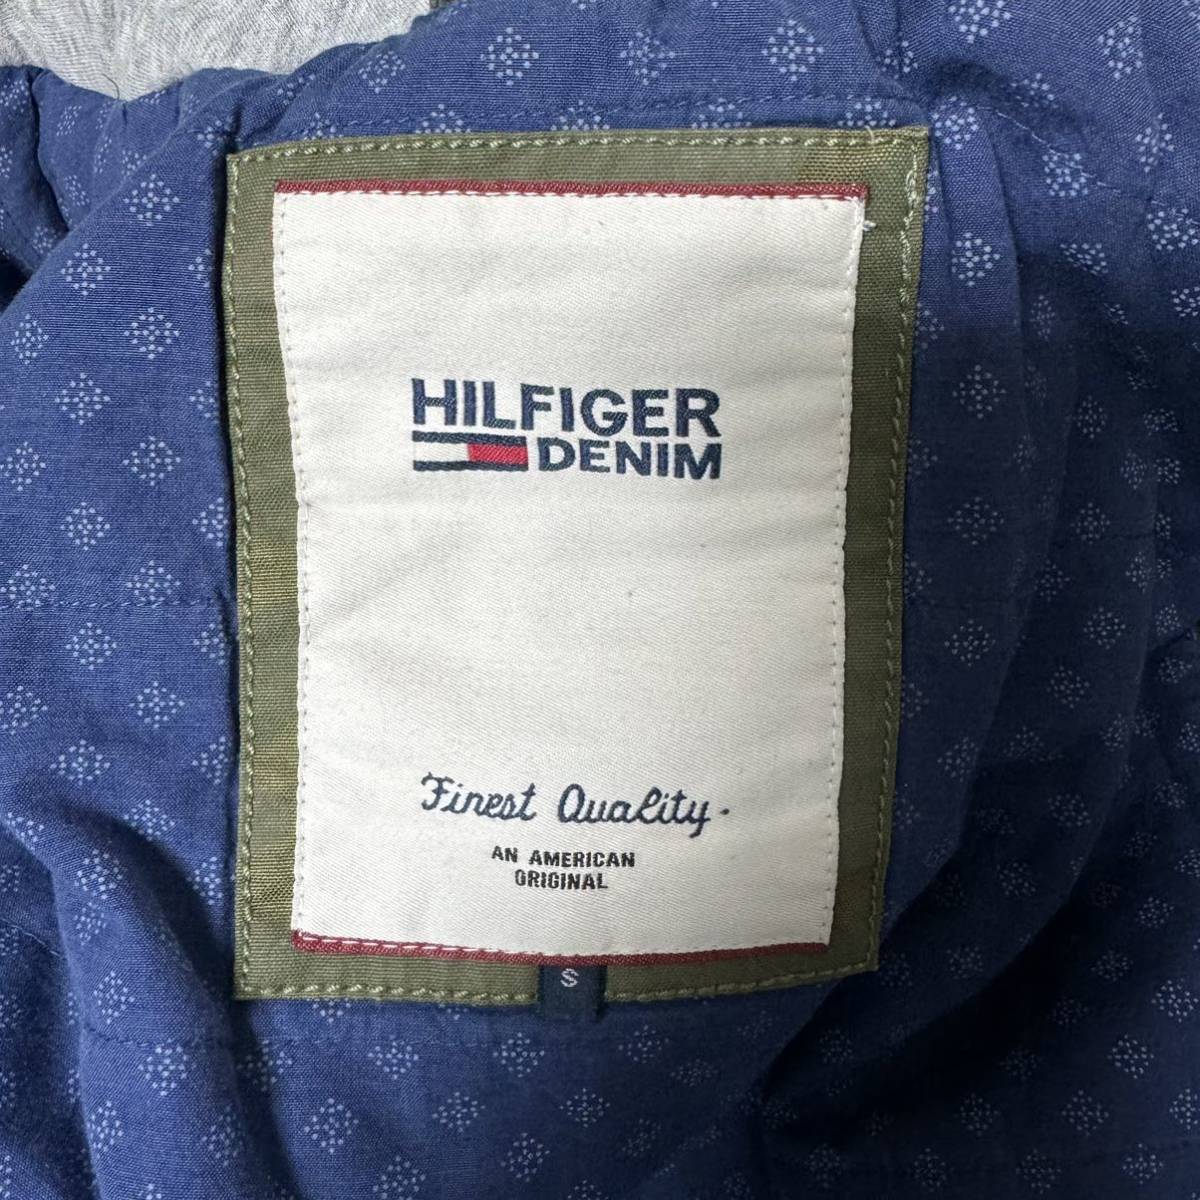 HILFIGER
DENIM
Finest Quality.
AN AMERICAN
ORIGINAL
S